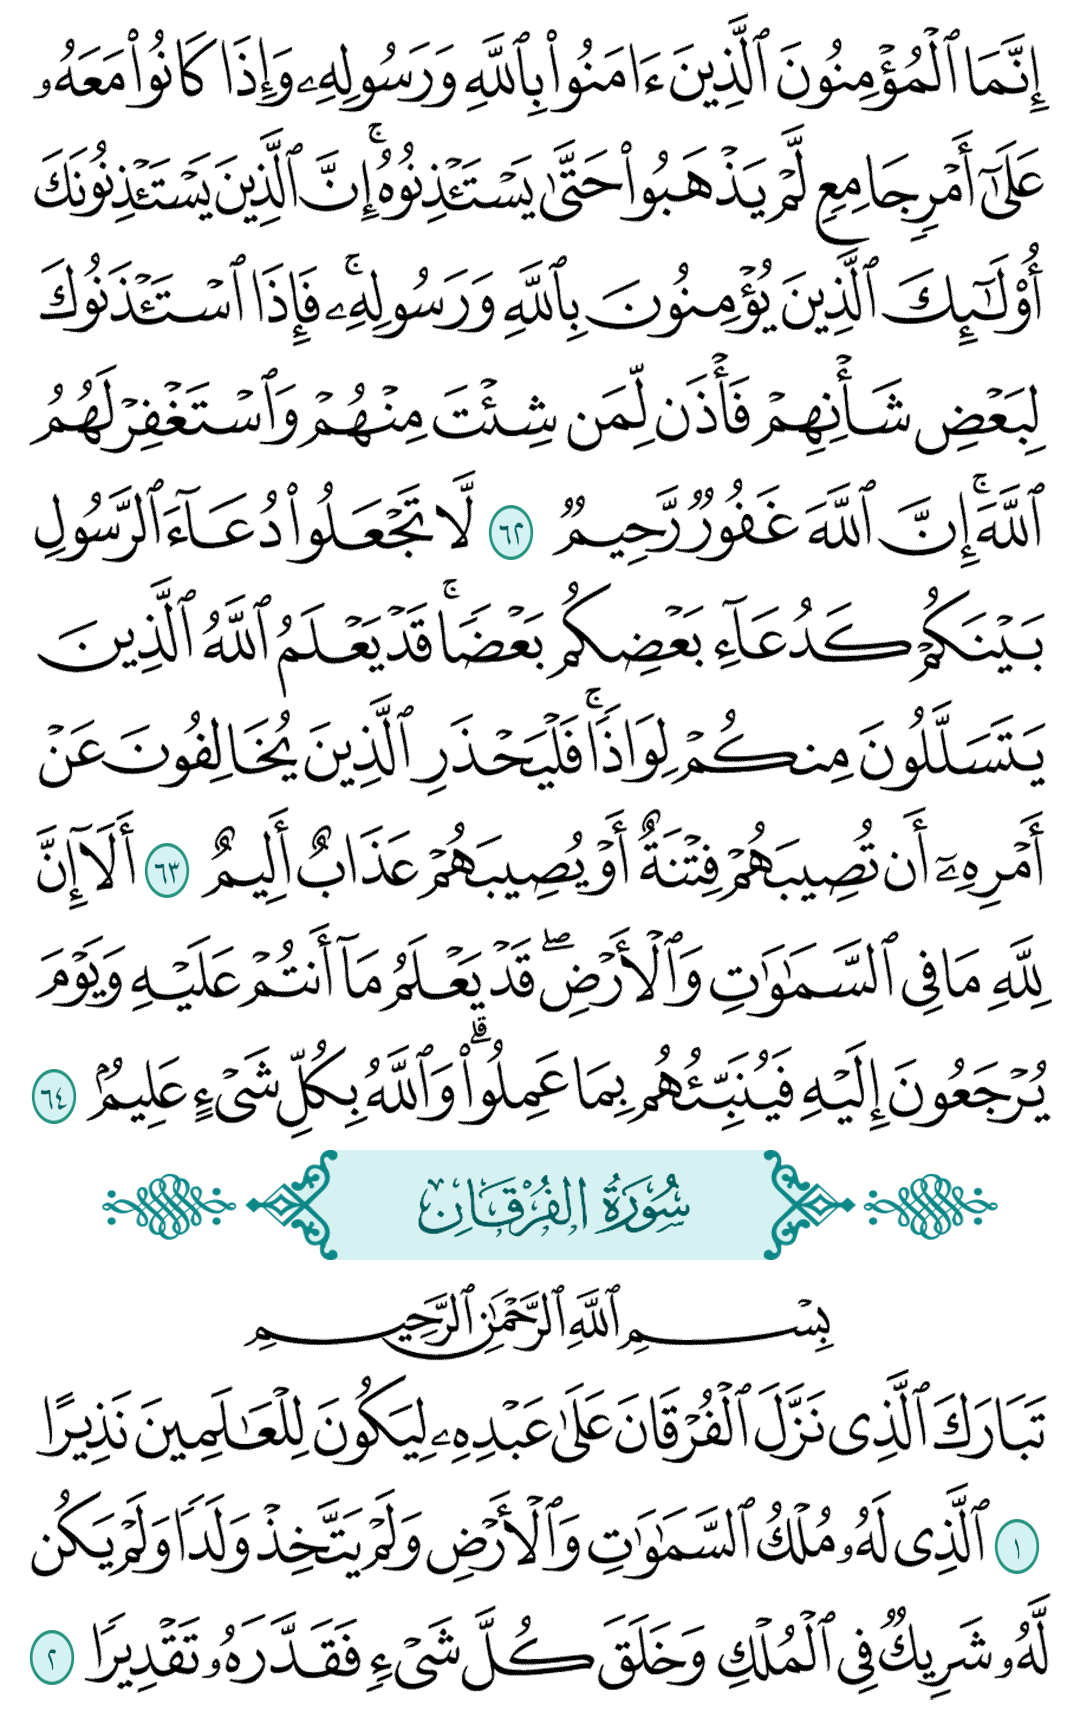 إِنَّمَا ٱلْمُؤْمِنُونَ ٱلَّذِينَ ءَامَنُوا۟ بِٱللَّهِ وَرَسُولِهِۦ وَإِذَا كَانُوا۟ مَعَهُۥ
عَلَىٰٓ أَمْرٍ جَامِعٍ لَّمْ يَذْهَبُوا۟ حَتَّىٰ يَسْتَـْٔذِنُوهُ ۚ إِنَّ ٱلَّذِينَ يَسْتَـْٔذِنُونَكَ
أُو۟لَـٰٓئِكَ ٱلَّذِينَ يُؤْمِنُونَ بِٱللَّهِ وَرَسُولِهِۦ ۚ فَإِذَا ٱسْتَـْٔذَنُوكَ
لِبَعْضِ شَأْنِهِمْ فَأْذَن لِّمَن شِئْتَ مِنْهُمْ وَٱسْتَغْفِرْ لَهُمُ
ٱللَّهَ ۚ إِنَّ ٱللَّهَ غَفُورٌ رَّحِيمٌ ٦٢ لَّا تَجْعَلُوا۟ دُعَآءَ ٱلرَّسُولِ
بَيْنَكُمْ كَدُعَآءِ بَعْضِكُم بَعْضًا ۚ قَدْ يَعْلَمُ ٱللَّهُ ٱلَّذِينَ
يَتَسَلَّلُونَ مِنكُمْ لِوَاذًا ۚ فَلْيَحْذَرِ ٱلَّذِينَ يُخَالِفُونَ عَنْ
أَمْرِهِۦٓ أَن تُصِيبَهُمْ فِتْنَةٌ أَوْ يُصِيبَهُمْ عَذَابٌ أَلِيمٌ ٦٣ أَلَآ إِنَّ
لِلَّهِ مَا فِى ٱلسَّمَـٰوَٰتِ وَٱلْأَرْضِ ۖ قَدْ يَعْلَمُ مَآ أَنتُمْ عَلَيْهِ وَيَوْمَ
يُرْجَعُونَ إِلَيْهِ فَيُنَبِّئُهُم بِمَا عَمِلُوا۟ ۗ وَٱللَّهُ بِكُلِّ شَىْءٍ عَلِيمٌۢ ٦٤
سُورَةُ الفُرْقَانِ
بِسْمِ ٱللَّهِ ٱلرَّحْمَـٰنِ ٱلرَّحِيمِ
تَبَارَكَ ٱلَّذِى نَزَّلَ ٱلْفُرْقَانَ عَلَىٰ عَبْدِهِۦ لِيَكُونَ لِلْعَـٰلَمِينَ نَذِيرًا
١ ٱلَّذِى لَهُۥ مُلْكُ ٱلسَّمَـٰوَٰتِ وَٱلْأَرْضِ وَلَمْ يَتَّخِذْ وَلَدًا وَلَمْ يَكُن
لَّهُۥ شَرِيكٌ فِى ٱلْمُلْكِ وَخَلَقَ كُلَّ شَىْءٍ فَقَدَّرَهُۥ تَقْدِيرًا ٢